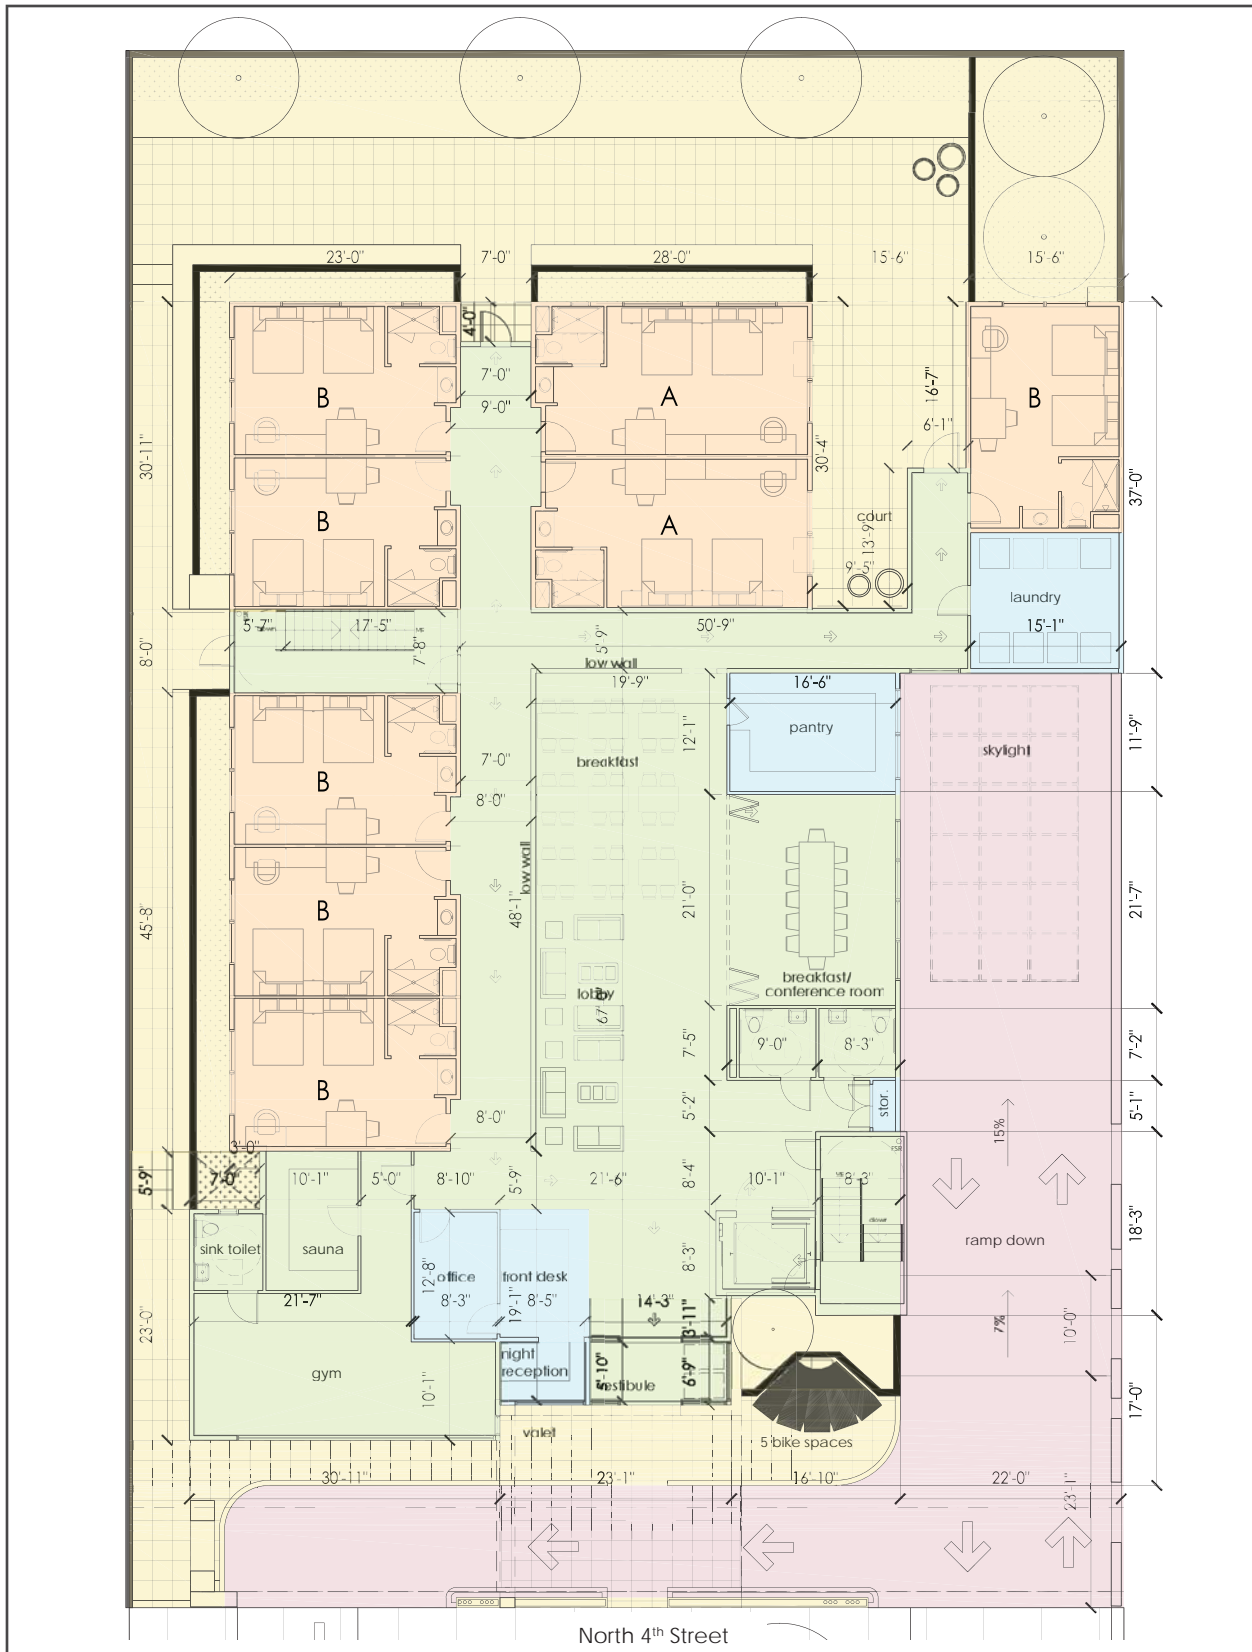 23'-0"
7'-0"
28'-0"
15'-6"
15'-6"
4'-0"
7'-0"
9'-0"
16'-7"
6'-1"
B
A
B
30'-11"
30'-4"
37'-0"
B
A
court
13'-9"
9'-5"
laundry
15'-1"
5'-7"
17'-5"
50'-9"
8'-0"
7'-8"
5'-9"
low wall
19'-9"
16'-6"
pantry
12'-1"
11'-9"
skylight
breakfast
7'-0"
B
8'-0"
low wall
48'-1"
21'-0"
21'-7"
B
45'-8"
breakfast/
conference room
lobby
67'-6"
7'-5"
9'-0"
8'-3"
7'-2"
B
8'-0"
5'-2"
stor.
5'-1"
15%
3'-0"
5'-9"
7'-0"
10'-1"
5'-0"
8'-10"
5'-9"
21'-6"
8'-4"
10'-1"
8'-3"
FSR
18'-3"
sink toilet
sauna
12'-8"
office
front desk
8'-3"
8'-5"
19'-1"
8'-3"
ramp down
21'-7"
14'-3"
3'-11"
7%
10'-0"
23'-0"
gym
night
reception
5'-10"
vestibule
6'-9"
10'-1"
17'-0"
valet
5 bike spaces
30'-11"
23'-1"
16'-10"
22'-0"
23'-1"
North 4th Street